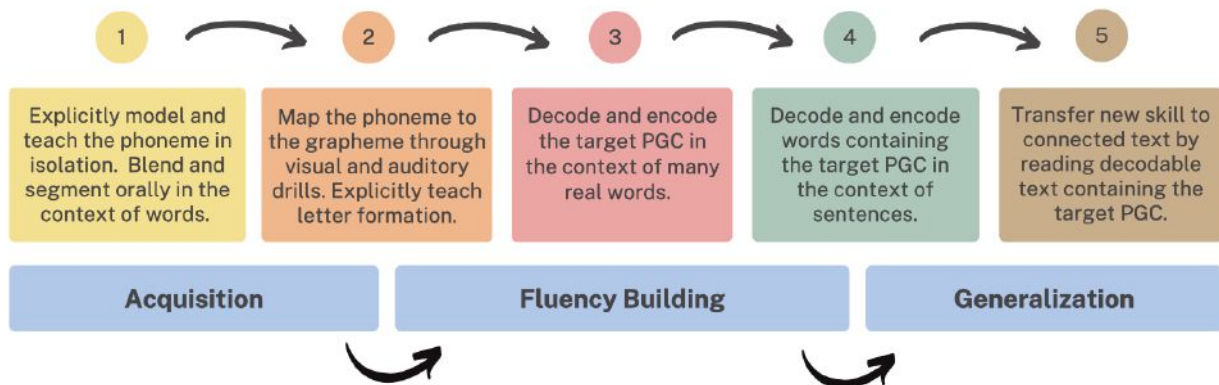 1
2
3
4
5
Explicitly model and
teach the phoneme in
isolation. Blend and
segment orally in the
context of words.
Map the phoneme to
the grapheme through
visual and auditory
drills. Explicitly teach
letter formation.
Decode and encode
the target PGC in
the context of many
real words.
Decode and encode
words containing
the target PGC in
the context of
sentences.
Transfer new skill to
connected text by
reading decodable
text containing the
target PGC.
Acquisition
Fluency Building
Generalization